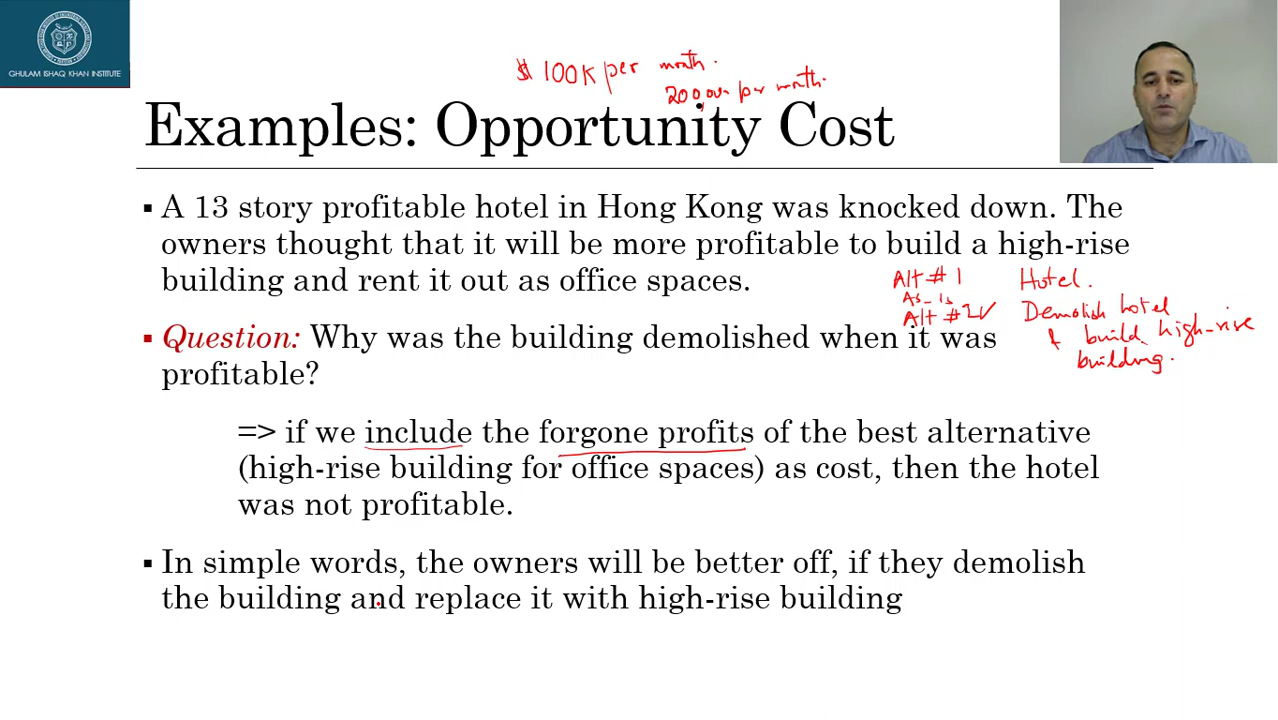 GHULAM ISHAQ KHAN INSTITUTE
$ 100K per month.
200,000 per month.
Examples: Opportunity Cost
▪ A 13 story profitable hotel in Hong Kong was knocked down. The
owners thought that it will be more profitable to build a high-rise
building and rent it out as office spaces.
Alt # 1 Hotel.
As-Is
Alt # 2 ✓ Demolish hotel
& build high-rise
building.
▪ Question: Why was the building demolished when it was
profitable?
=> if we include the forgone profits of the best alternative
(high-rise building for office spaces) as cost, then the hotel
was not profitable.
▪ In simple words, the owners will be better off, if they demolish
the building and replace it with high-rise building